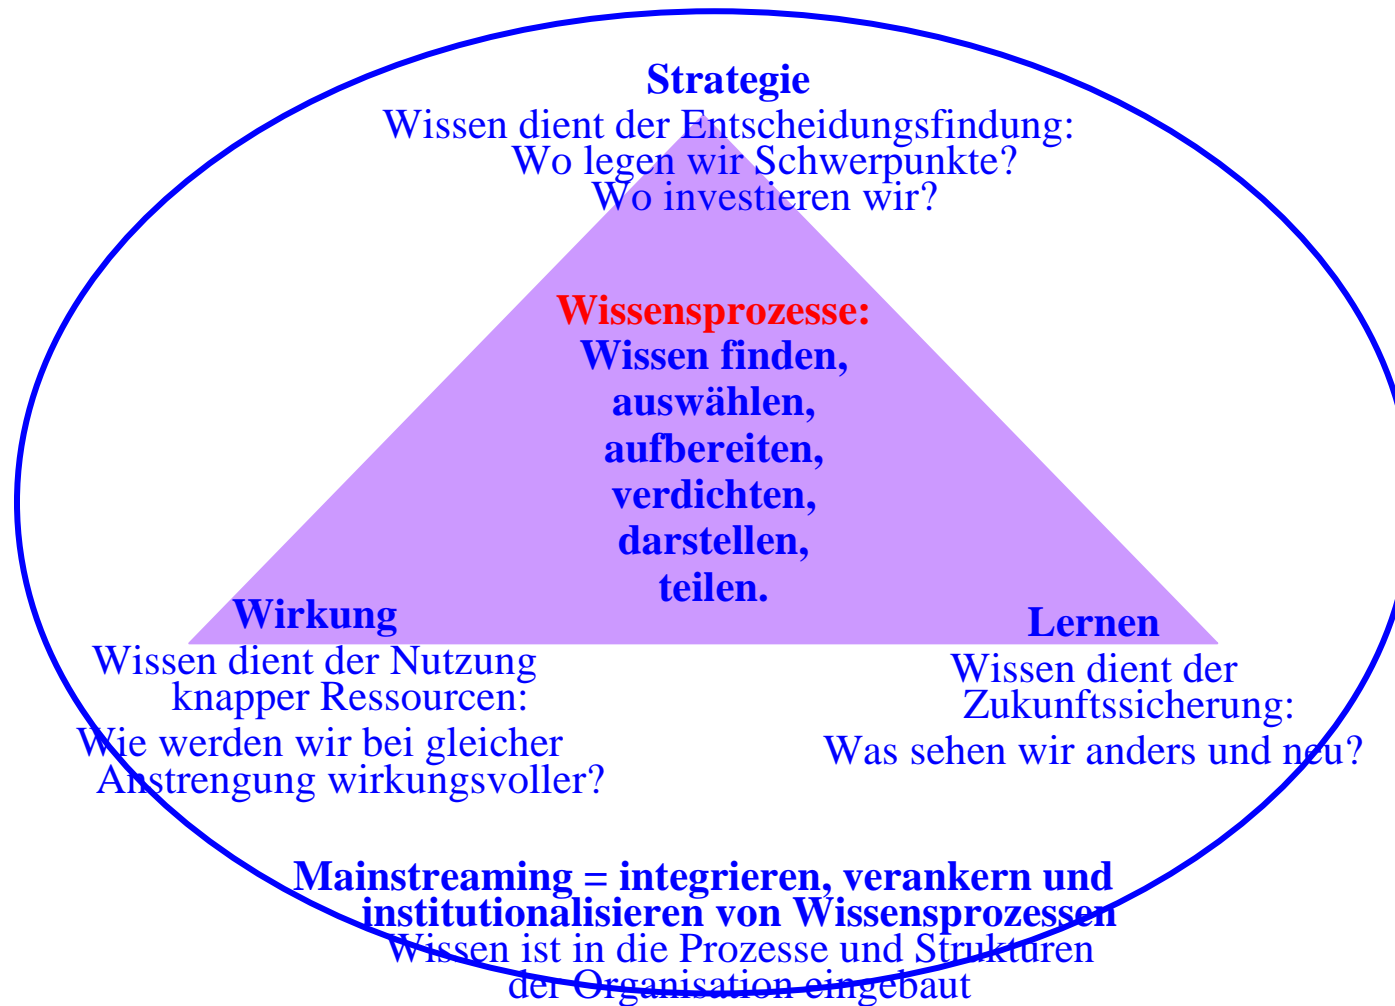 Strategie
Wissen dient der Entscheidungsfindung:
Wo legen wir Schwerpunkte?
Wo investieren wir?
Wissensprozesse:
Wissen finden,
auswählen,
aufbereiten,
verdichten,
darstellen,
teilen.
Wirkung
Wissen dient der Nutzung
knapper Ressourcen:
Wie werden wir bei gleicher
Anstrengung wirkungsvoller?
Lernen
Wissen dient der
Zukunftssicherung:
Was sehen wir anders und neu?
Mainstreaming = integrieren, verankern und
institutionalisieren von Wissensprozessen
Wissen ist in die Prozesse und Strukturen
der Organisation eingebaut